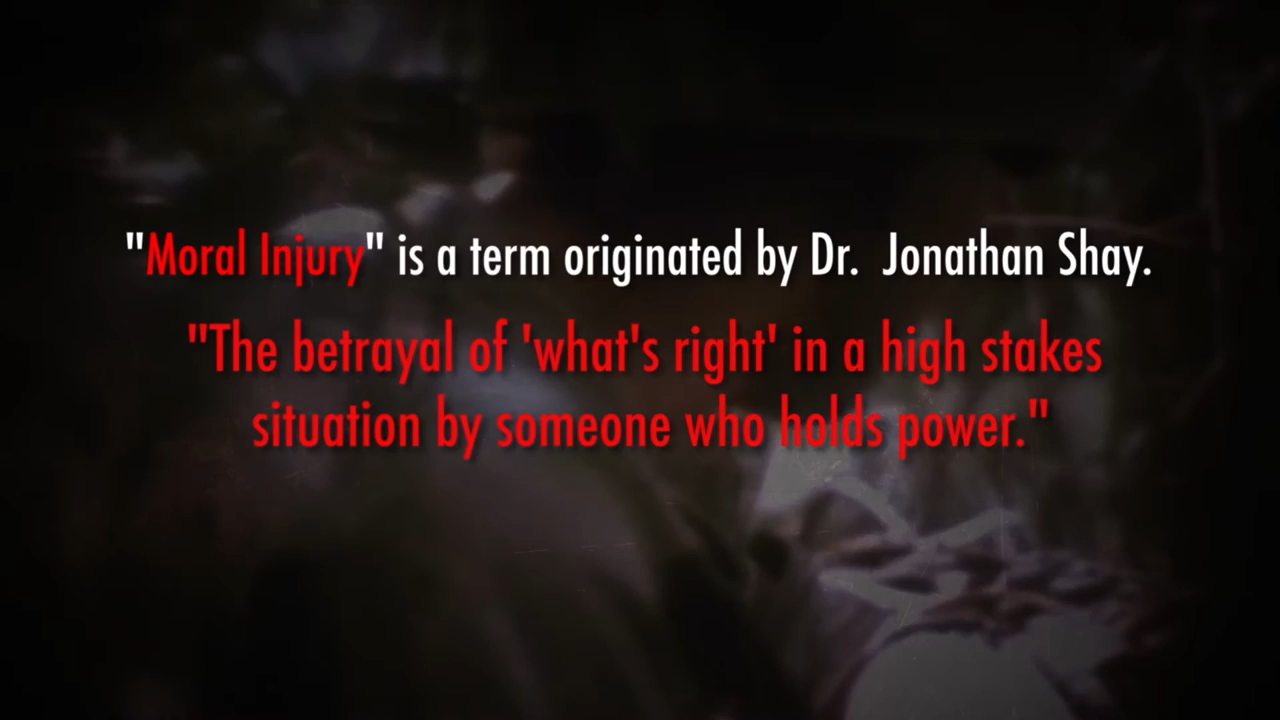 "Moral Injury" is a term originated by Dr.  Jonathan Shay.
"The betrayal of 'what's right' in a high stakes
situation by someone who holds power."